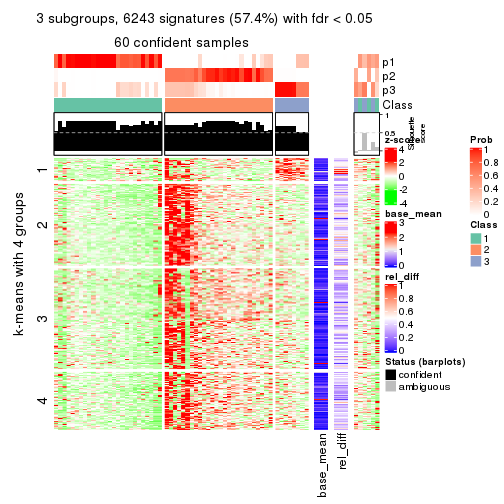 3 subgroups, 6243 signatures (57.4%) with fdr < 0.05
60 confident samples
p1
p2
p3
Class
1
0.5
0
Silhouette
score
k-means with 4 groups
1
2
3
4
base_mean
rel_diff
z-score
4
2
0
-2
-4
base_mean
3
2
1
0
rel_diff
1
0.8
0.6
0.4
0.2
0
Status (barplots)
confident
ambiguous
Prob
1
0.8
0.6
0.4
0.2
0
Class
1
2
3